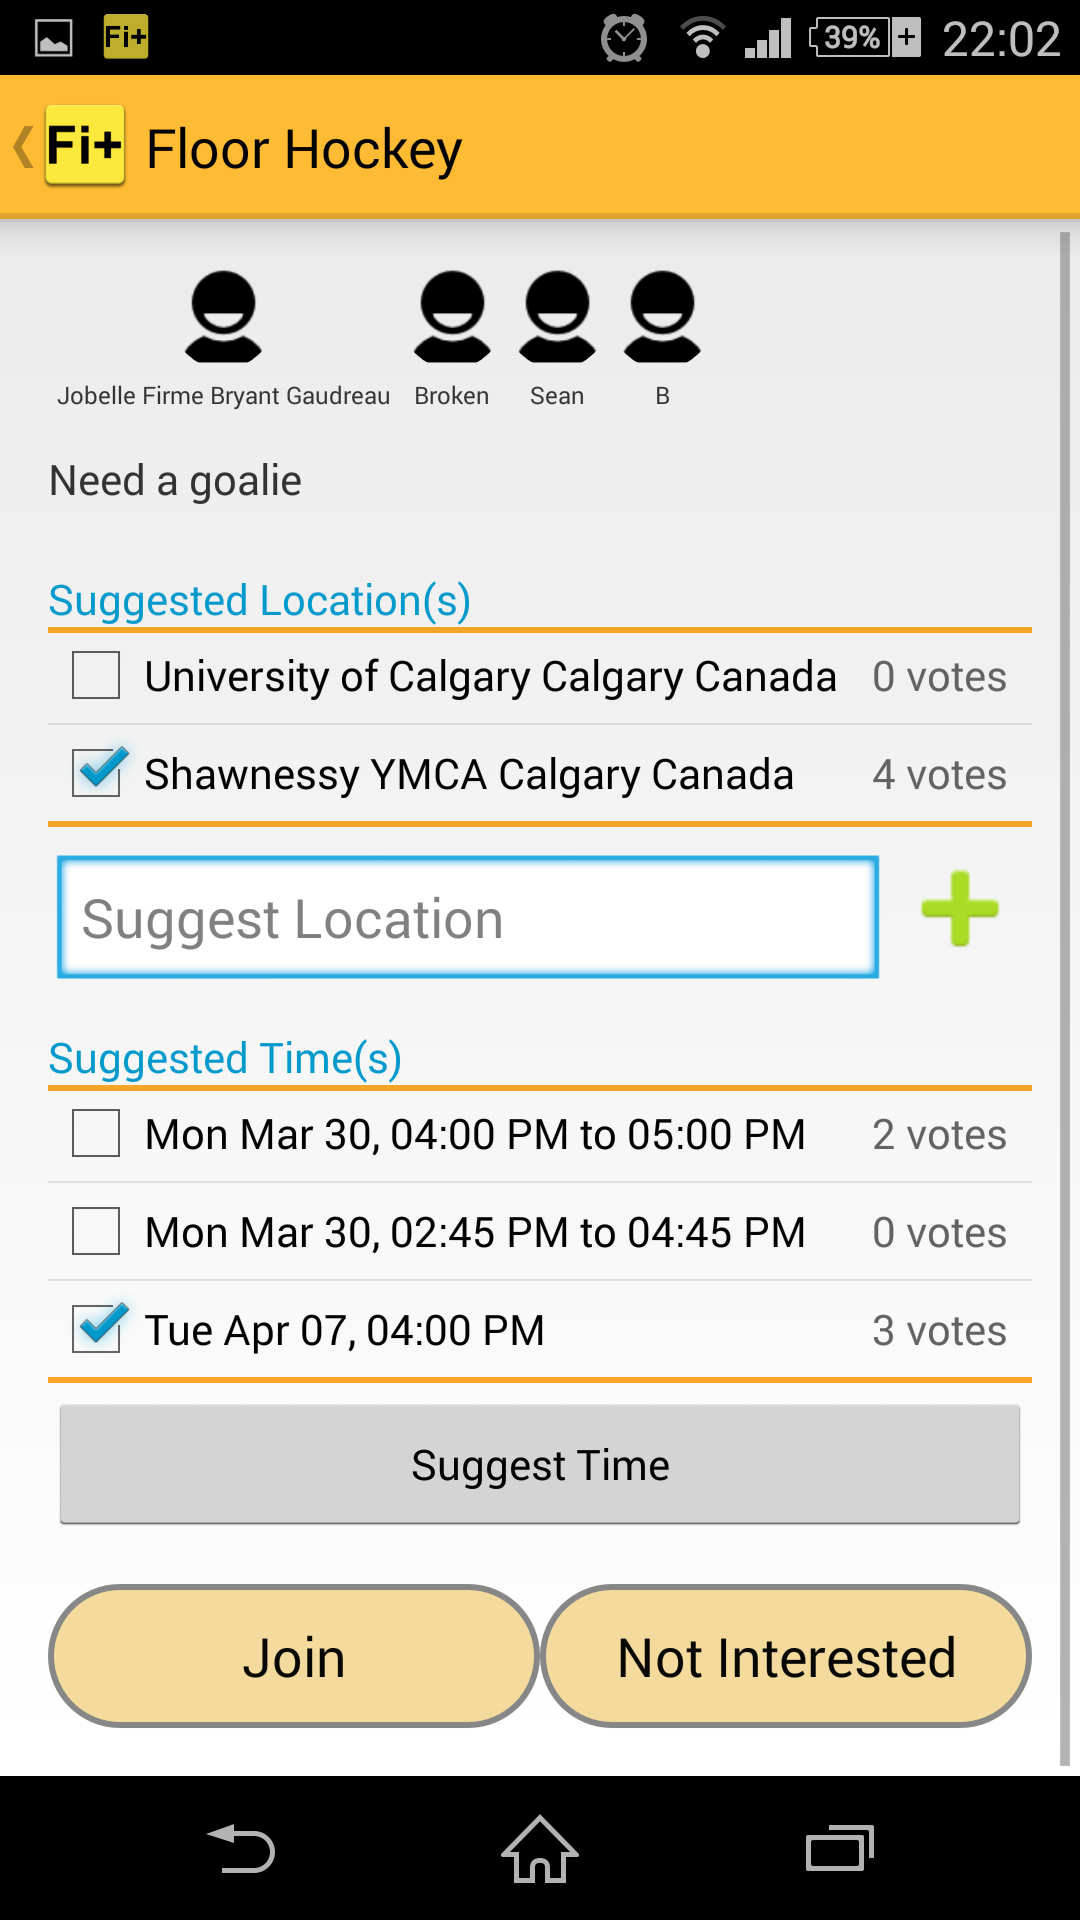 Fi+ 39% 22:02
Fi+ Floor Hockey
Jobelle Firme Bryant Gaudreau Broken Sean B
Need a goalie
Suggested Location(s)
University of Calgary Calgary Canada 0 votes
Shawnessy YMCA Calgary Canada 4 votes
Suggest Location
Suggested Time(s)
Mon Mar 30, 04:00 PM to 05:00 PM 2 votes
Mon Mar 30, 02:45 PM to 04:45 PM 0 votes
Tue Apr 07, 04:00 PM 3 votes
Suggest Time
Join Not Interested